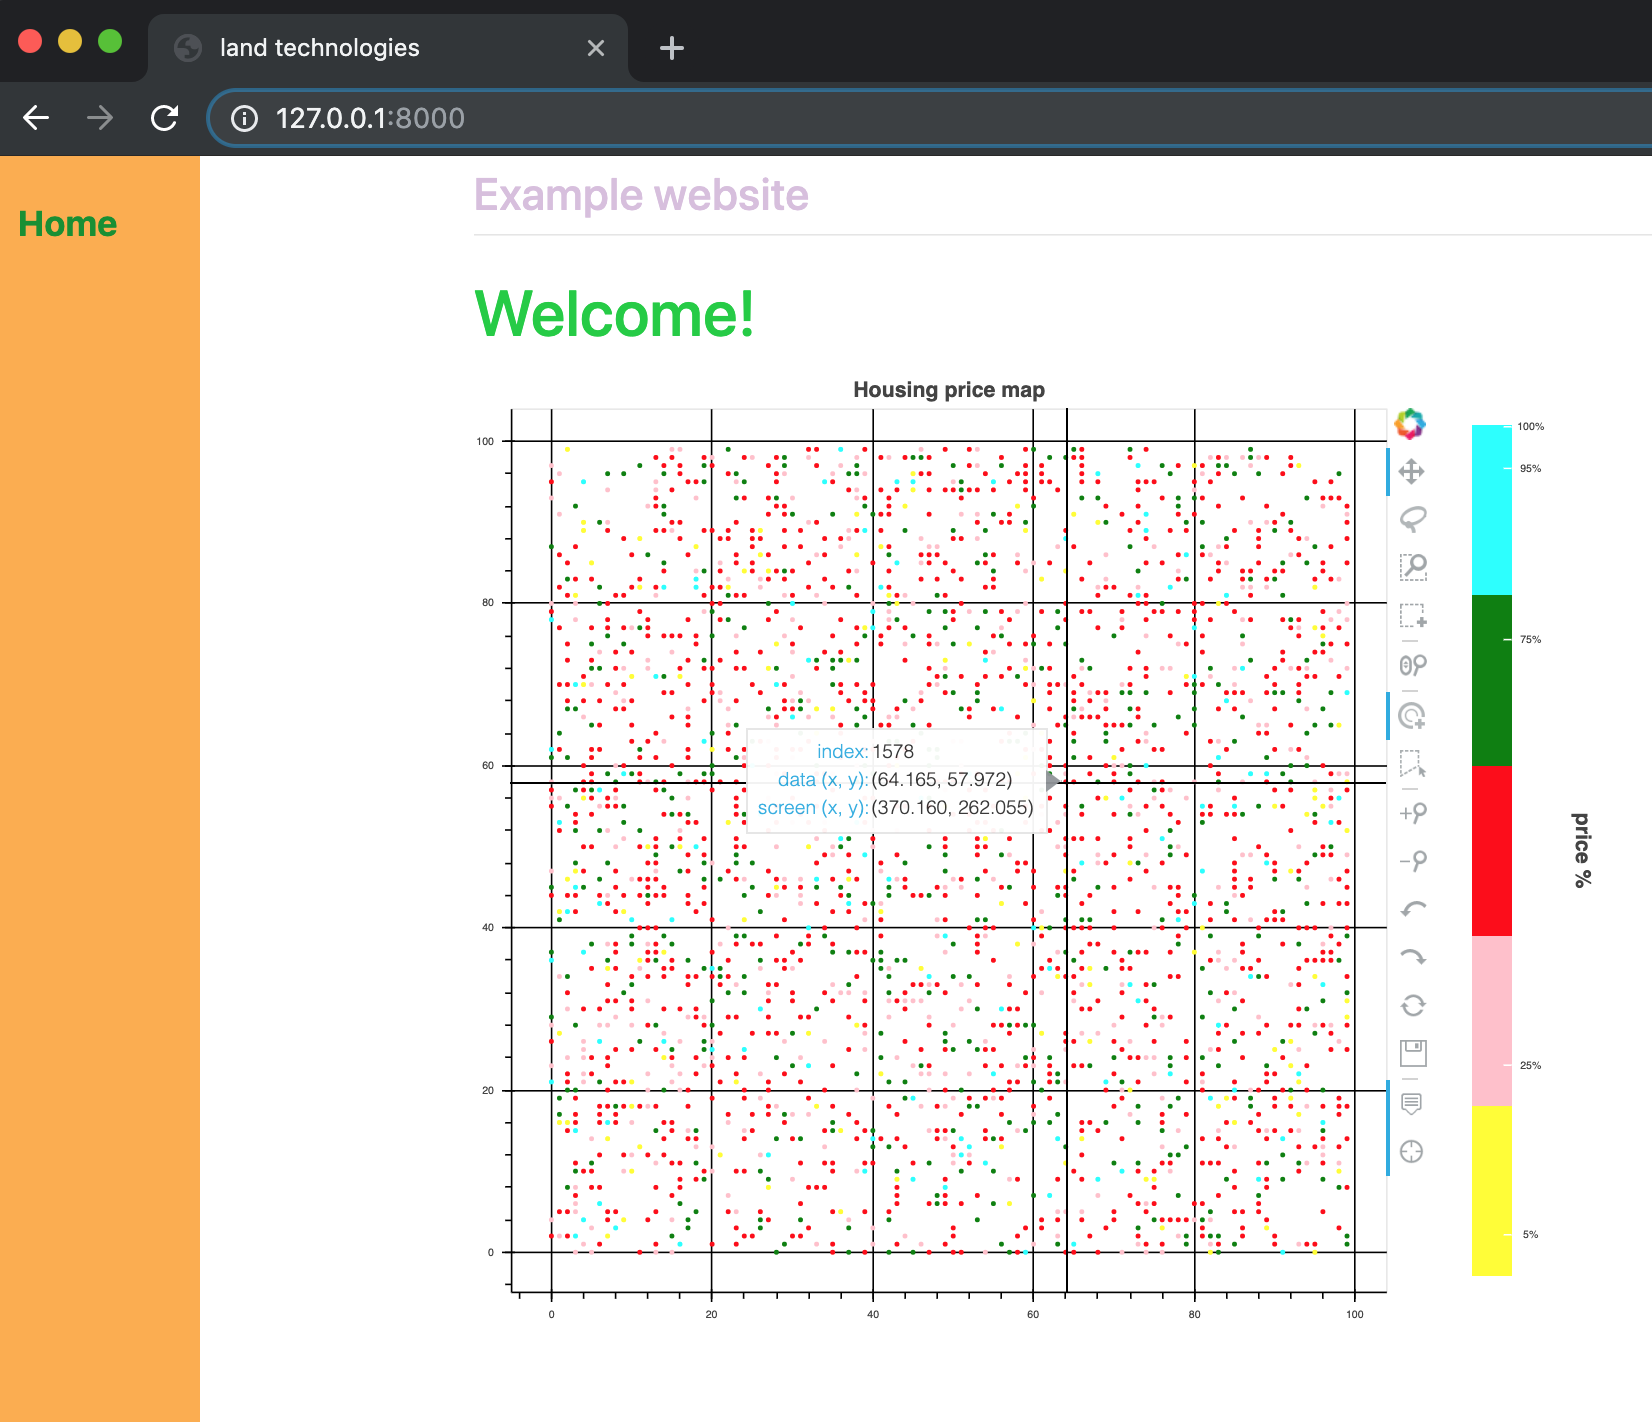 land technologies
127.0.0.1:8000
Home
Example website
Welcome!
Housing price map
100
80
60
40
20
0
0
20
40
60
80
100
index: 1578
data (x, y): (64.165, 57.972)
screen (x, y): (370.160, 262.055)
100%
95%
75%
25%
5%
price %